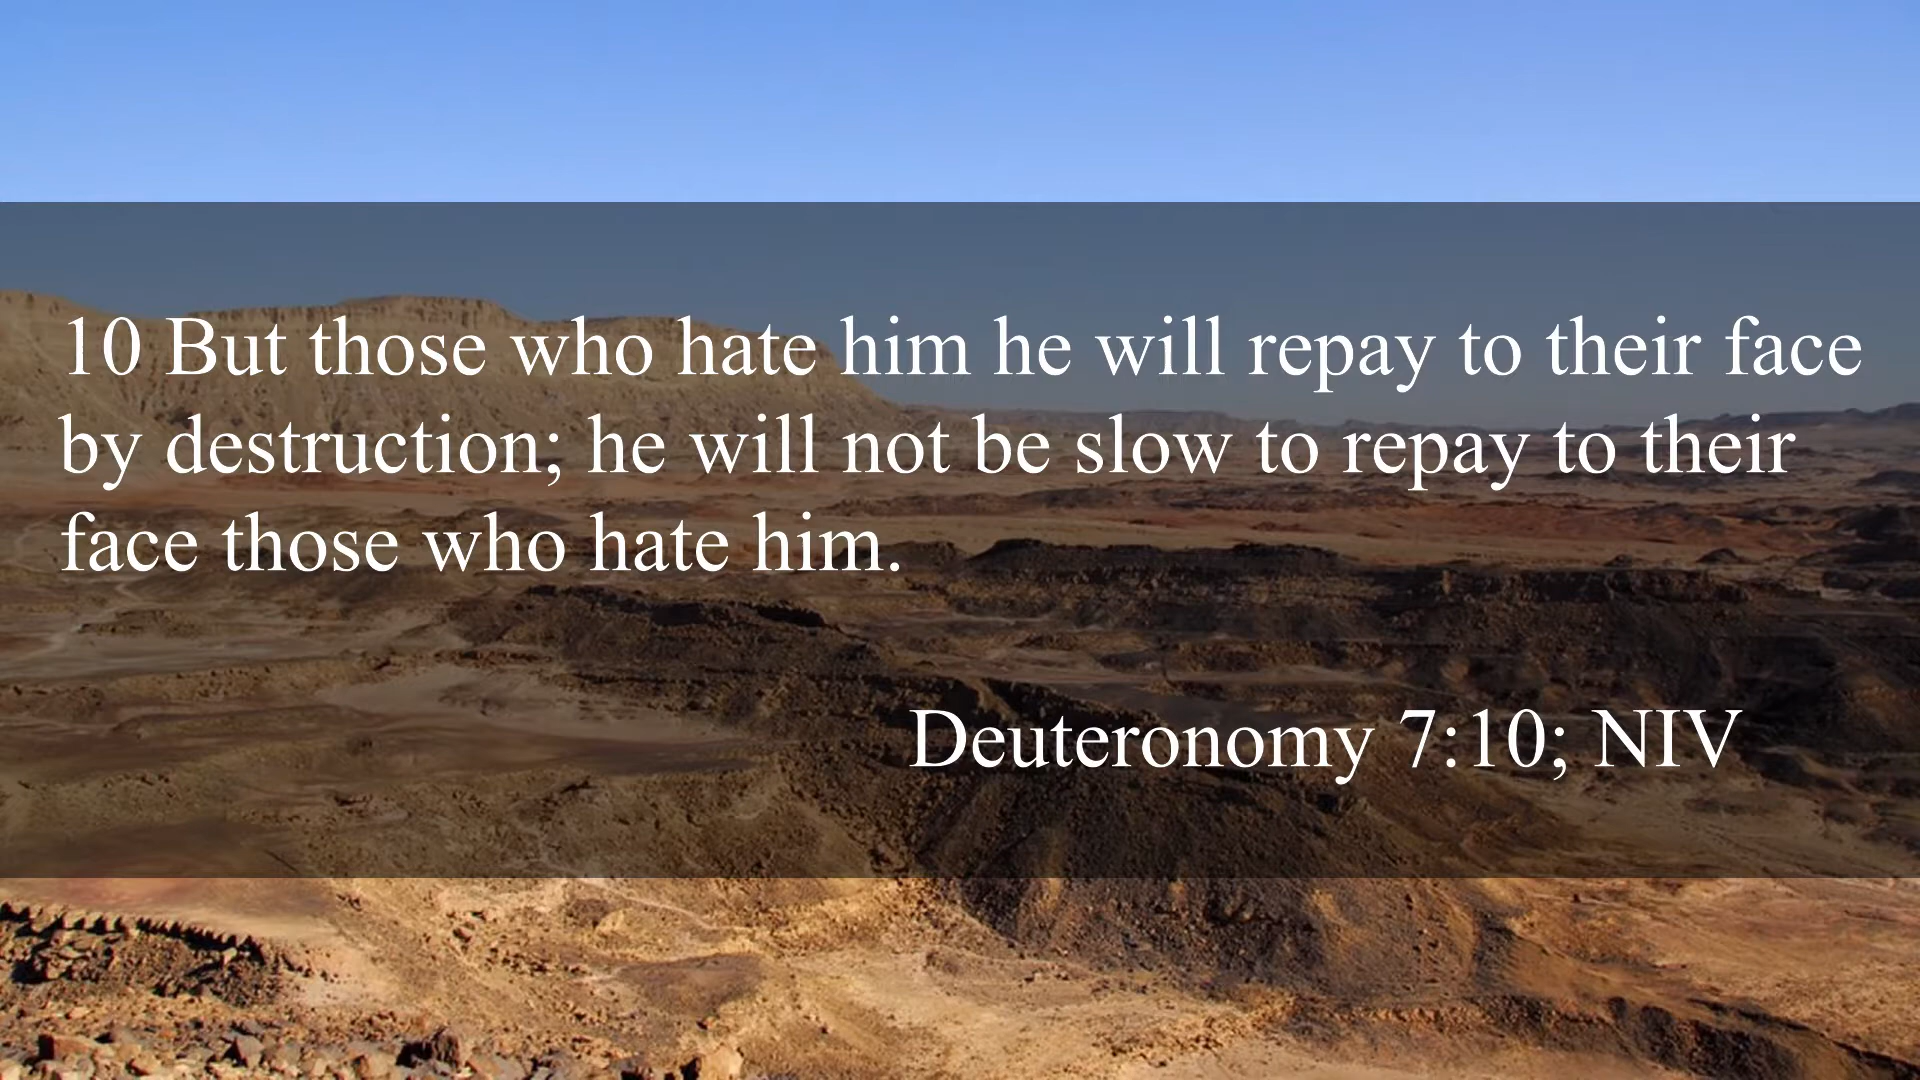 10 But those who hate him he will repay to their face
by destruction; he will not be slow to repay to their
face those who hate him.
Deuteronomy 7:10; NIV